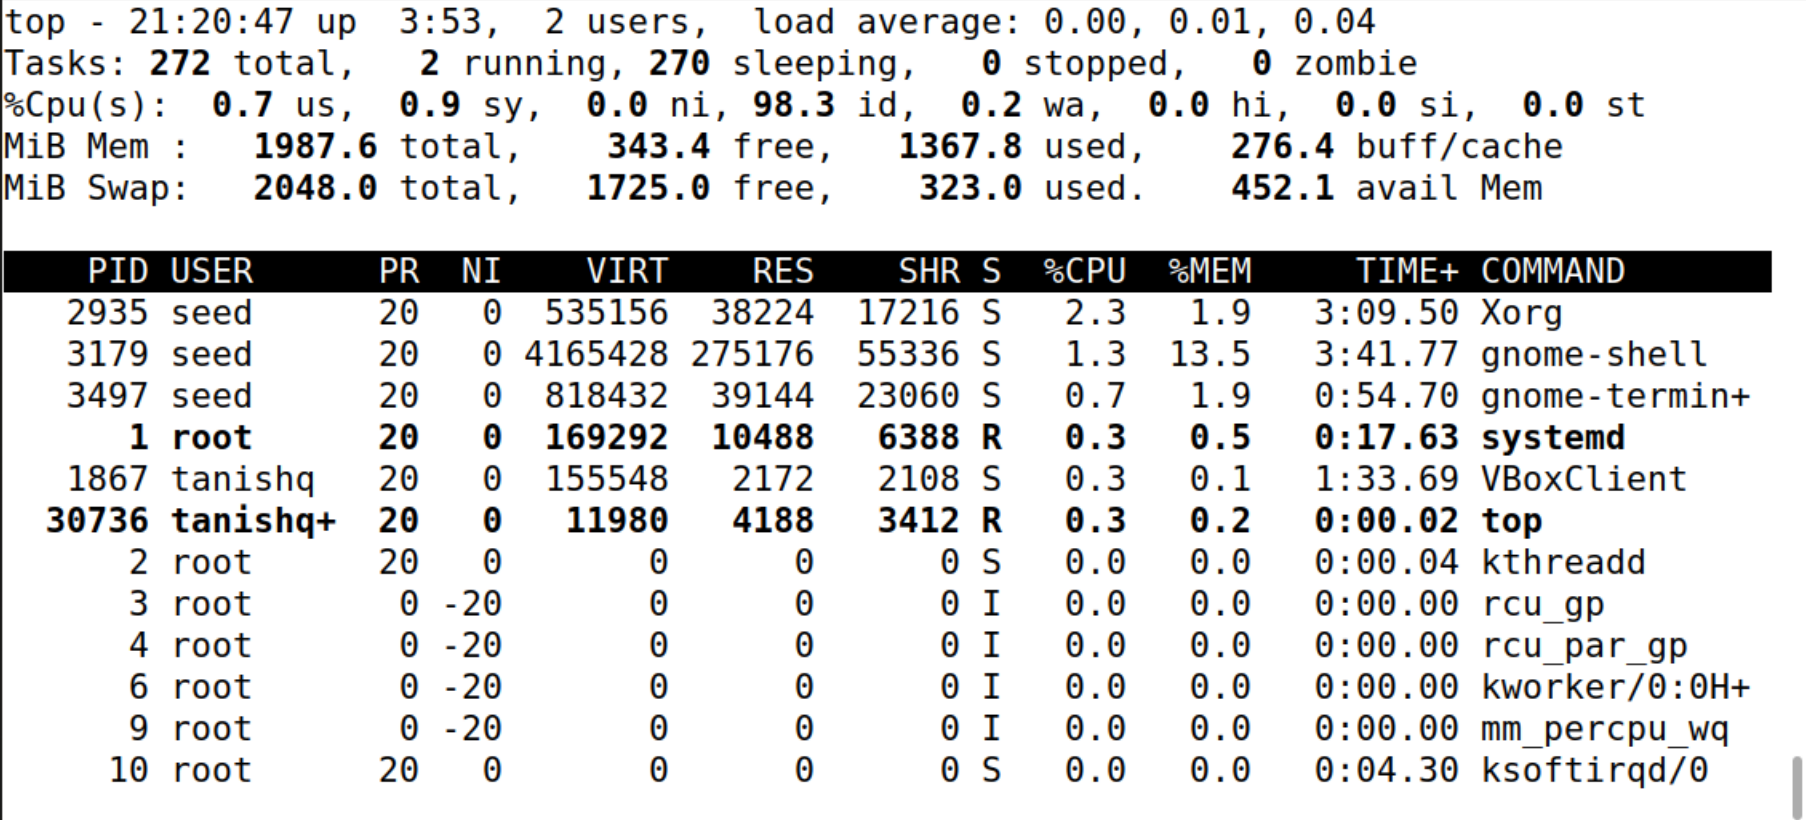 top - 21:20:47 up  3:53,  2 users,  load average: 0.00, 0.01, 0.04
Tasks: 272 total,   2 running, 270 sleeping,   0 stopped,   0 zombie
%Cpu(s):  0.7 us,  0.9 sy,  0.0 ni, 98.3 id,  0.2 wa,  0.0 hi,  0.0 si,  0.0 st
MiB Mem :   1987.6 total,    343.4 free,   1367.8 used,    276.4 buff/cache
MiB Swap:   2048.0 total,   1725.0 free,    323.0 used.    452.1 avail Mem
    PID USER      PR  NI    VIRT    RES    SHR S  %CPU  %MEM     TIME+ COMMAND
   2935 seed      20   0  535156  38224  17216 S   2.3   1.9   3:09.50 Xorg
   3179 seed      20   0 4165428 275176  55336 S   1.3  13.5   3:41.77 gnome-shell
   3497 seed      20   0  818432  39144  23060 S   0.7   1.9   0:54.70 gnome-termin+
      1 root      20   0  169292  10488   6388 R   0.3   0.5   0:17.63 systemd
   1867 tanishq   20   0  155548   2172   2108 S   0.3   0.1   1:33.69 VBoxClient
  30736 tanishq+  20   0   11980   4188   3412 R   0.3   0.2   0:00.02 top
      2 root      20   0       0      0      0 S   0.0   0.0   0:00.04 kthreadd
      3 root       0 -20       0      0      0 I   0.0   0.0   0:00.00 rcu_gp
      4 root       0 -20       0      0      0 I   0.0   0.0   0:00.00 rcu_par_gp
      6 root       0 -20       0      0      0 I   0.0   0.0   0:00.00 kworker/0:0H+
      9 root       0 -20       0      0      0 I   0.0   0.0   0:00.00 mm_percpu_wq
     10 root      20   0       0      0      0 S   0.0   0.0   0:04.30 ksoftirqd/0